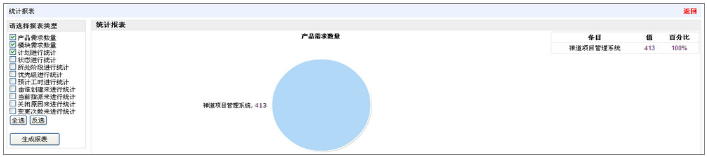 统计报表
返回
请选择报表类型
统计报表
产品需求数量
模块需求数量
计划进行统计
状态进行统计
所处阶段进行统计
优先级进行统计
预计工时进行统计
由谁创建来进行统计
当前指派来进行统计
关闭原因来进行统计
变更次数来进行统计
全选 反选
生成报表
产品需求数量
禅道项目管理系统, 413
条目 值 百分比
禅道项目管理系统 413 100%